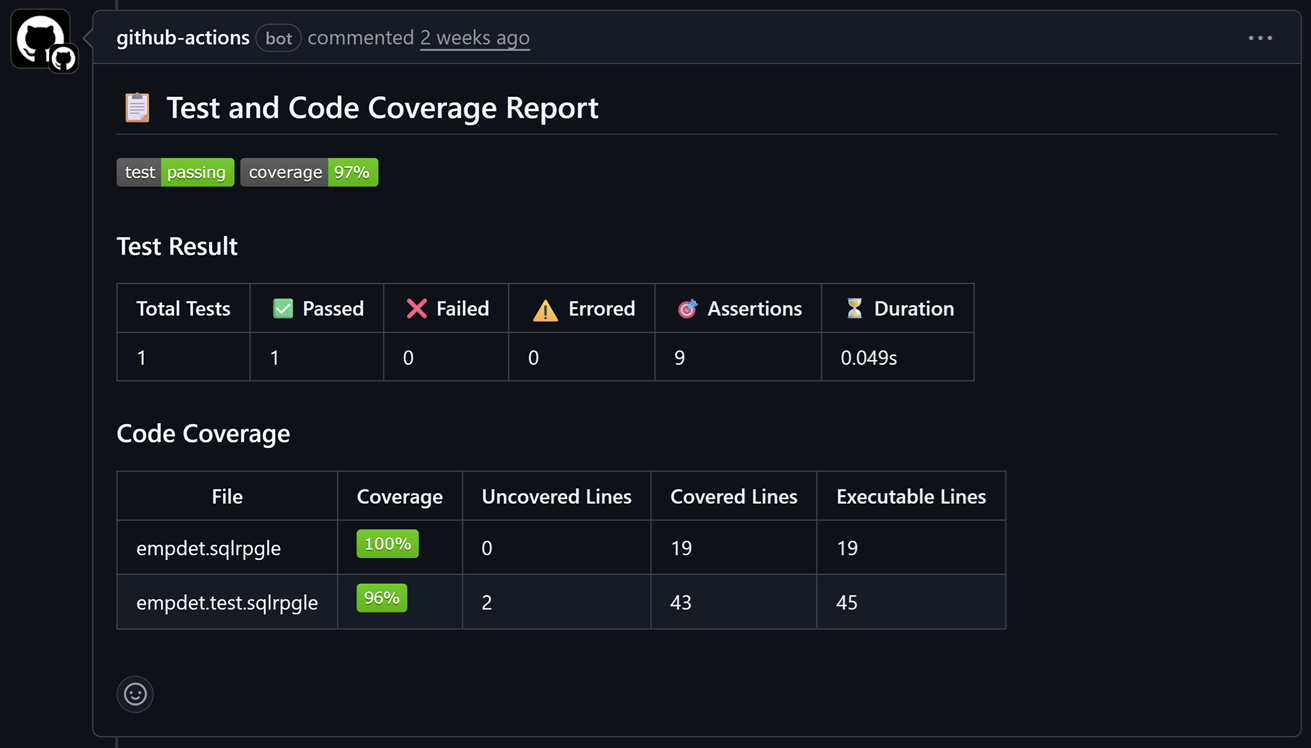 github-actions bot commented 2 weeks ago
📋 Test and Code Coverage Report
test passing coverage 97%
Test Result
Total Tests ✅ Passed ❌ Failed ⚠️ Errored 🎯 Assertions ⏳ Duration
1 1 0 0 9 0.049s
Code Coverage
File Coverage Uncovered Lines Covered Lines Executable Lines
empdet.sqlrpgle 100% 0 19 19
empdet.test.sqlrpgle 96% 2 43 45